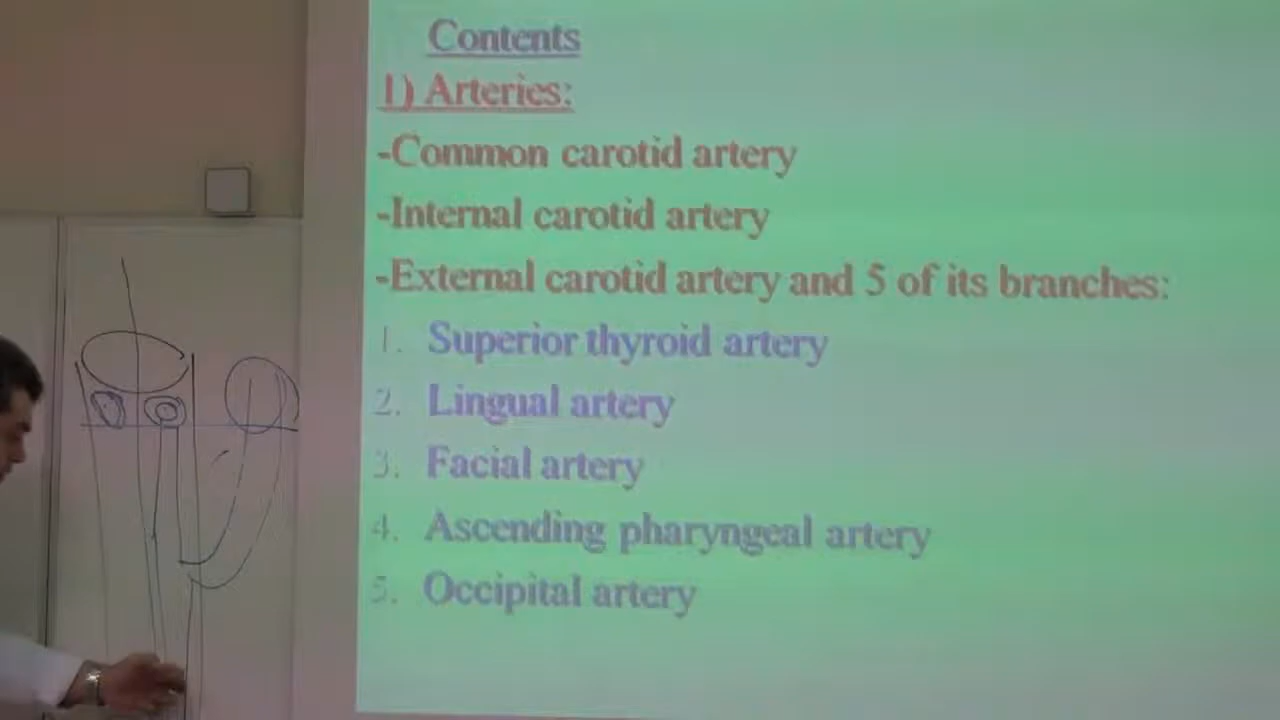 Contents
1) Arteries:
-Common carotid artery
-Internal carotid artery
-External carotid artery and 5 of its branches:
1. Superior thyroid artery
2. Lingual artery
3. Facial artery
4. Ascending pharyngeal artery
5. Occipital artery